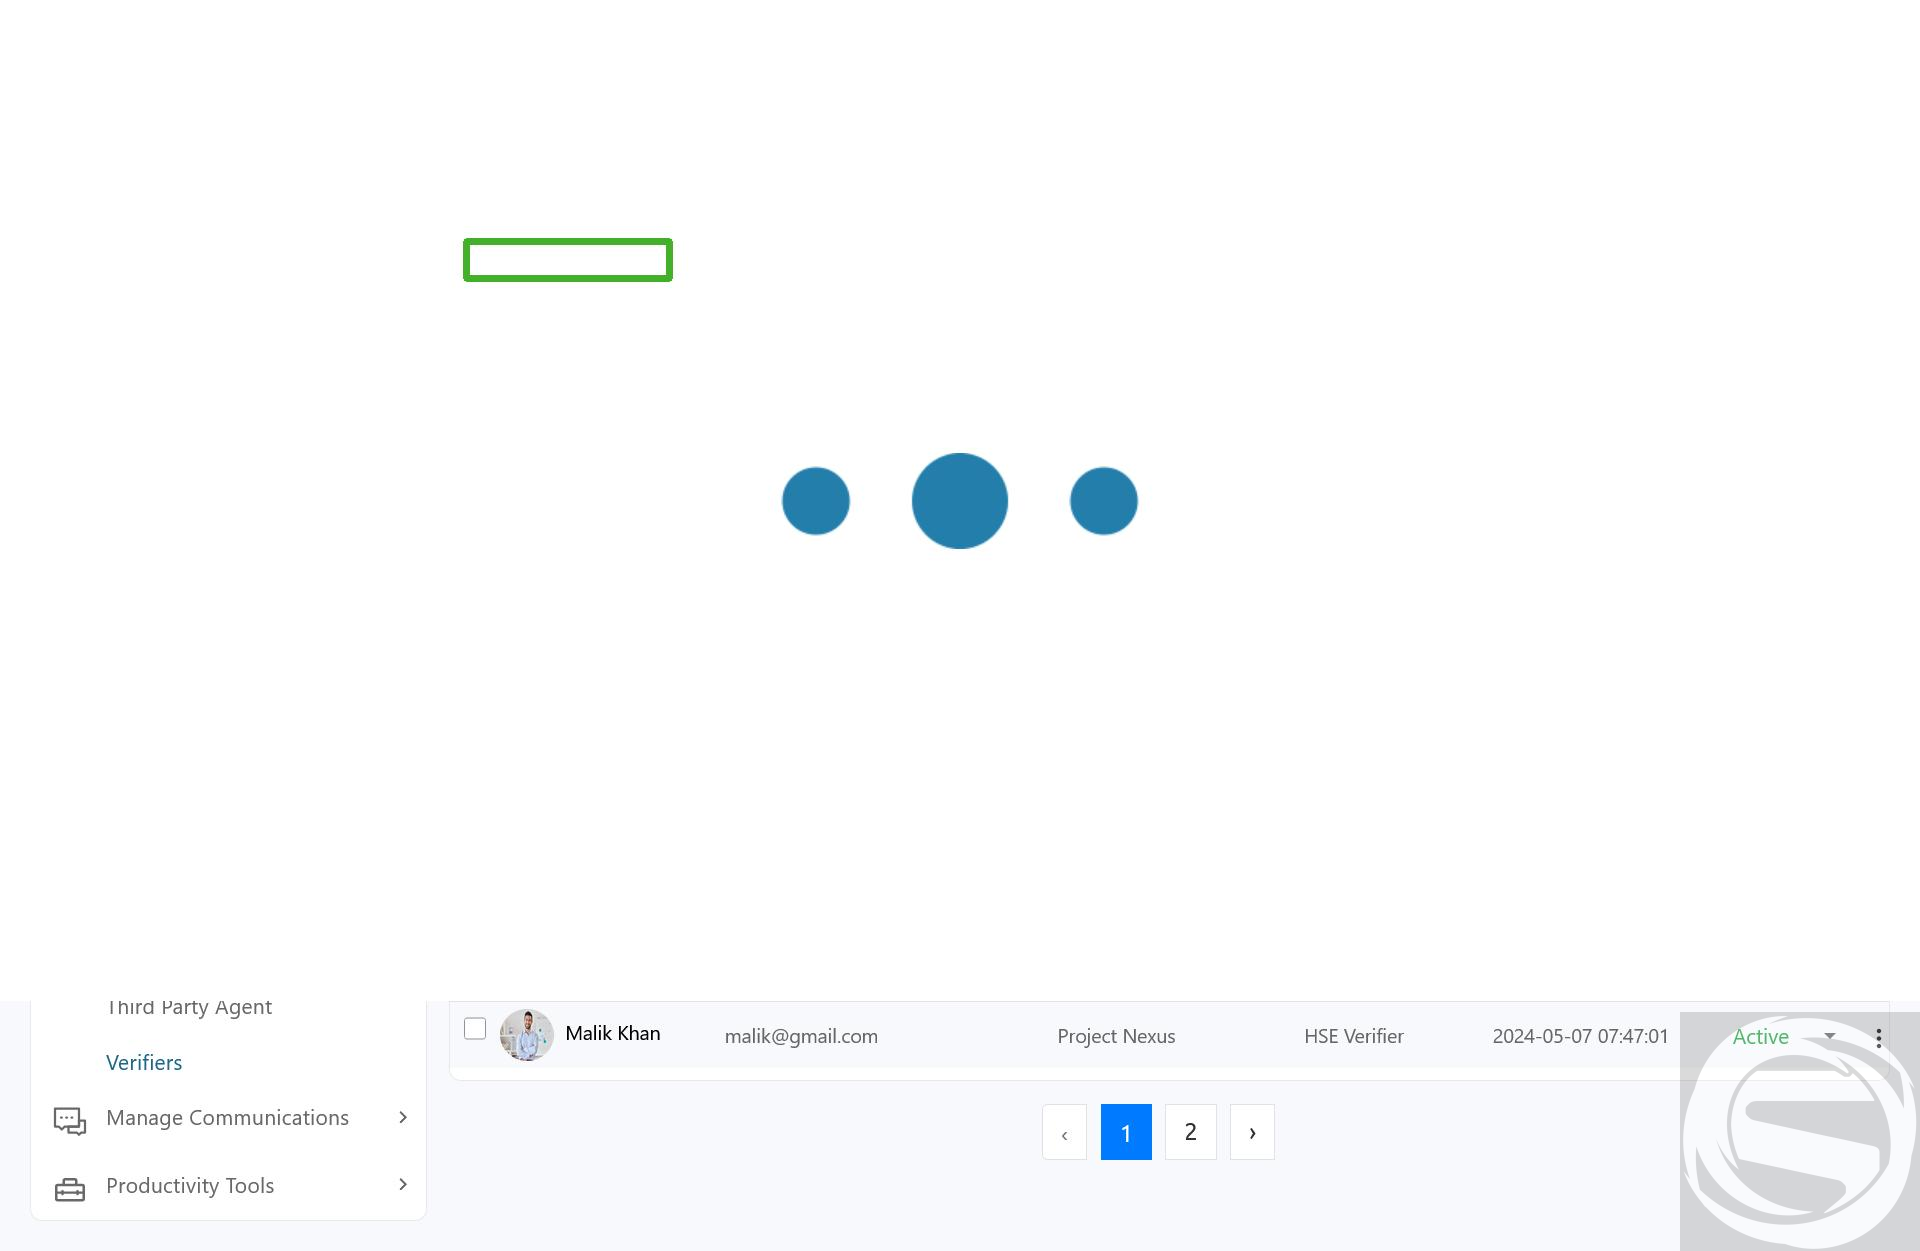 Third Party Agent
Malik Khan malik@gmail.com Project Nexus HSE Verifier 2024-05-07 07:47:01 Active
Verifiers
Manage Communications
‹ 1 2 ›
Productivity Tools